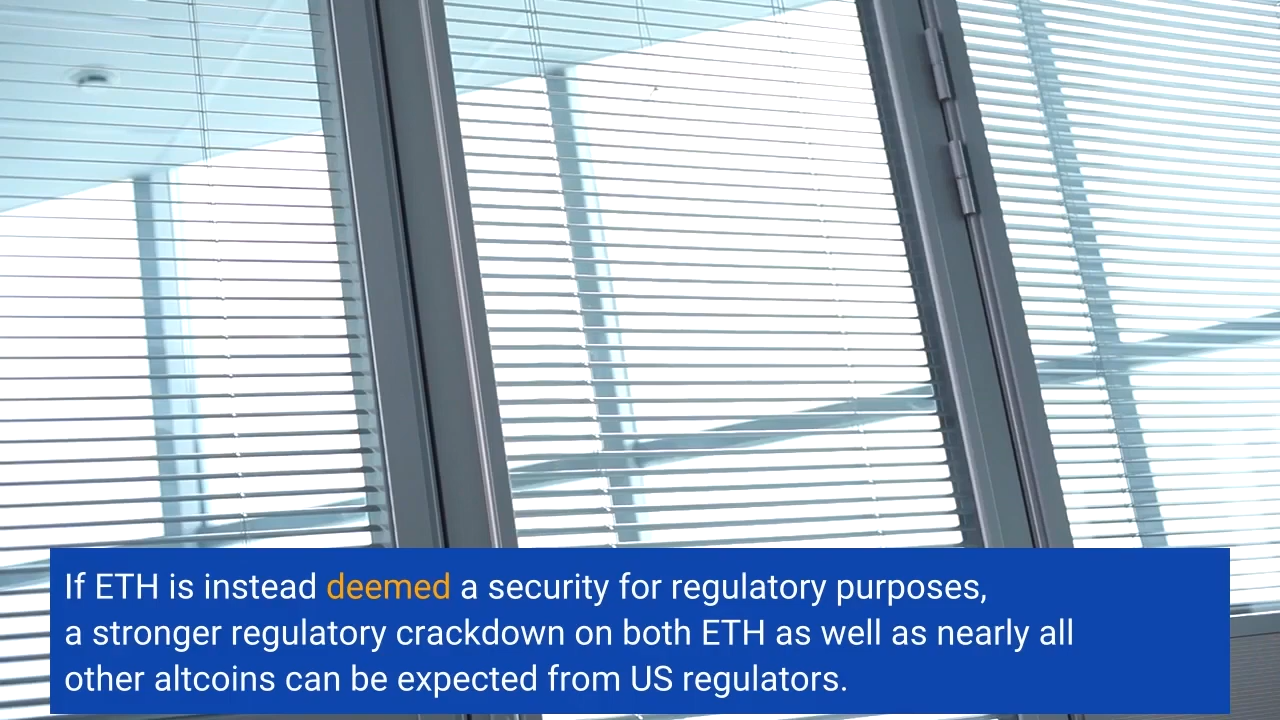 If ETH is instead deemed a security for regulatory purposes,
a stronger regulatory crackdown on both ETH as well as nearly all
other altcoins can be expected from US regulators.